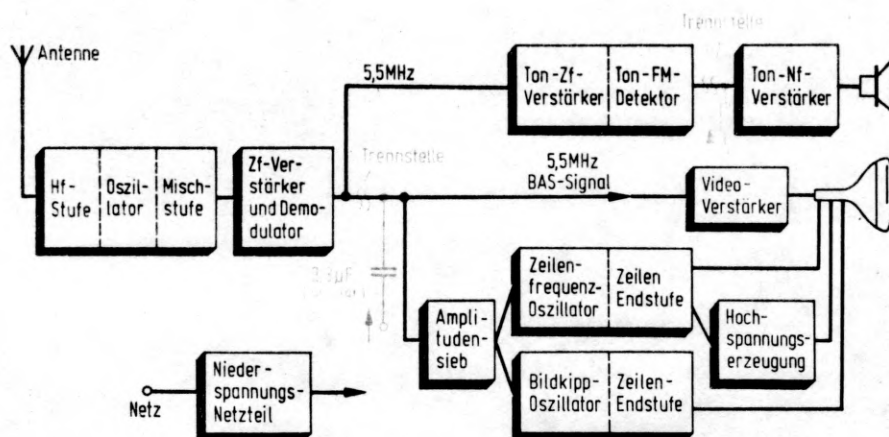 Trennstelle
Antenne
5,5MHz
Ton-Zf-
Verstärker
Ton-FM-
Detektor
Ton-Nf-
Verstärker
Hf-
Stufe
Oszil-
lator
Misch-
stufe
Zf-Ver-
stärker
und Demo-
dulator
Trennstelle
5,5MHz
BAS-Signal
Video-
Verstärker
Zeilen-
frequenz-
Oszillator
Zeilen
Endstufe
Ampli-
tuden-
sieb
Hoch-
spannungs-
erzeugung
Bildkipp-
Oszillator
Zeilen-
Endstufe
Netz
Nieder-
spannungs-
Netzteil